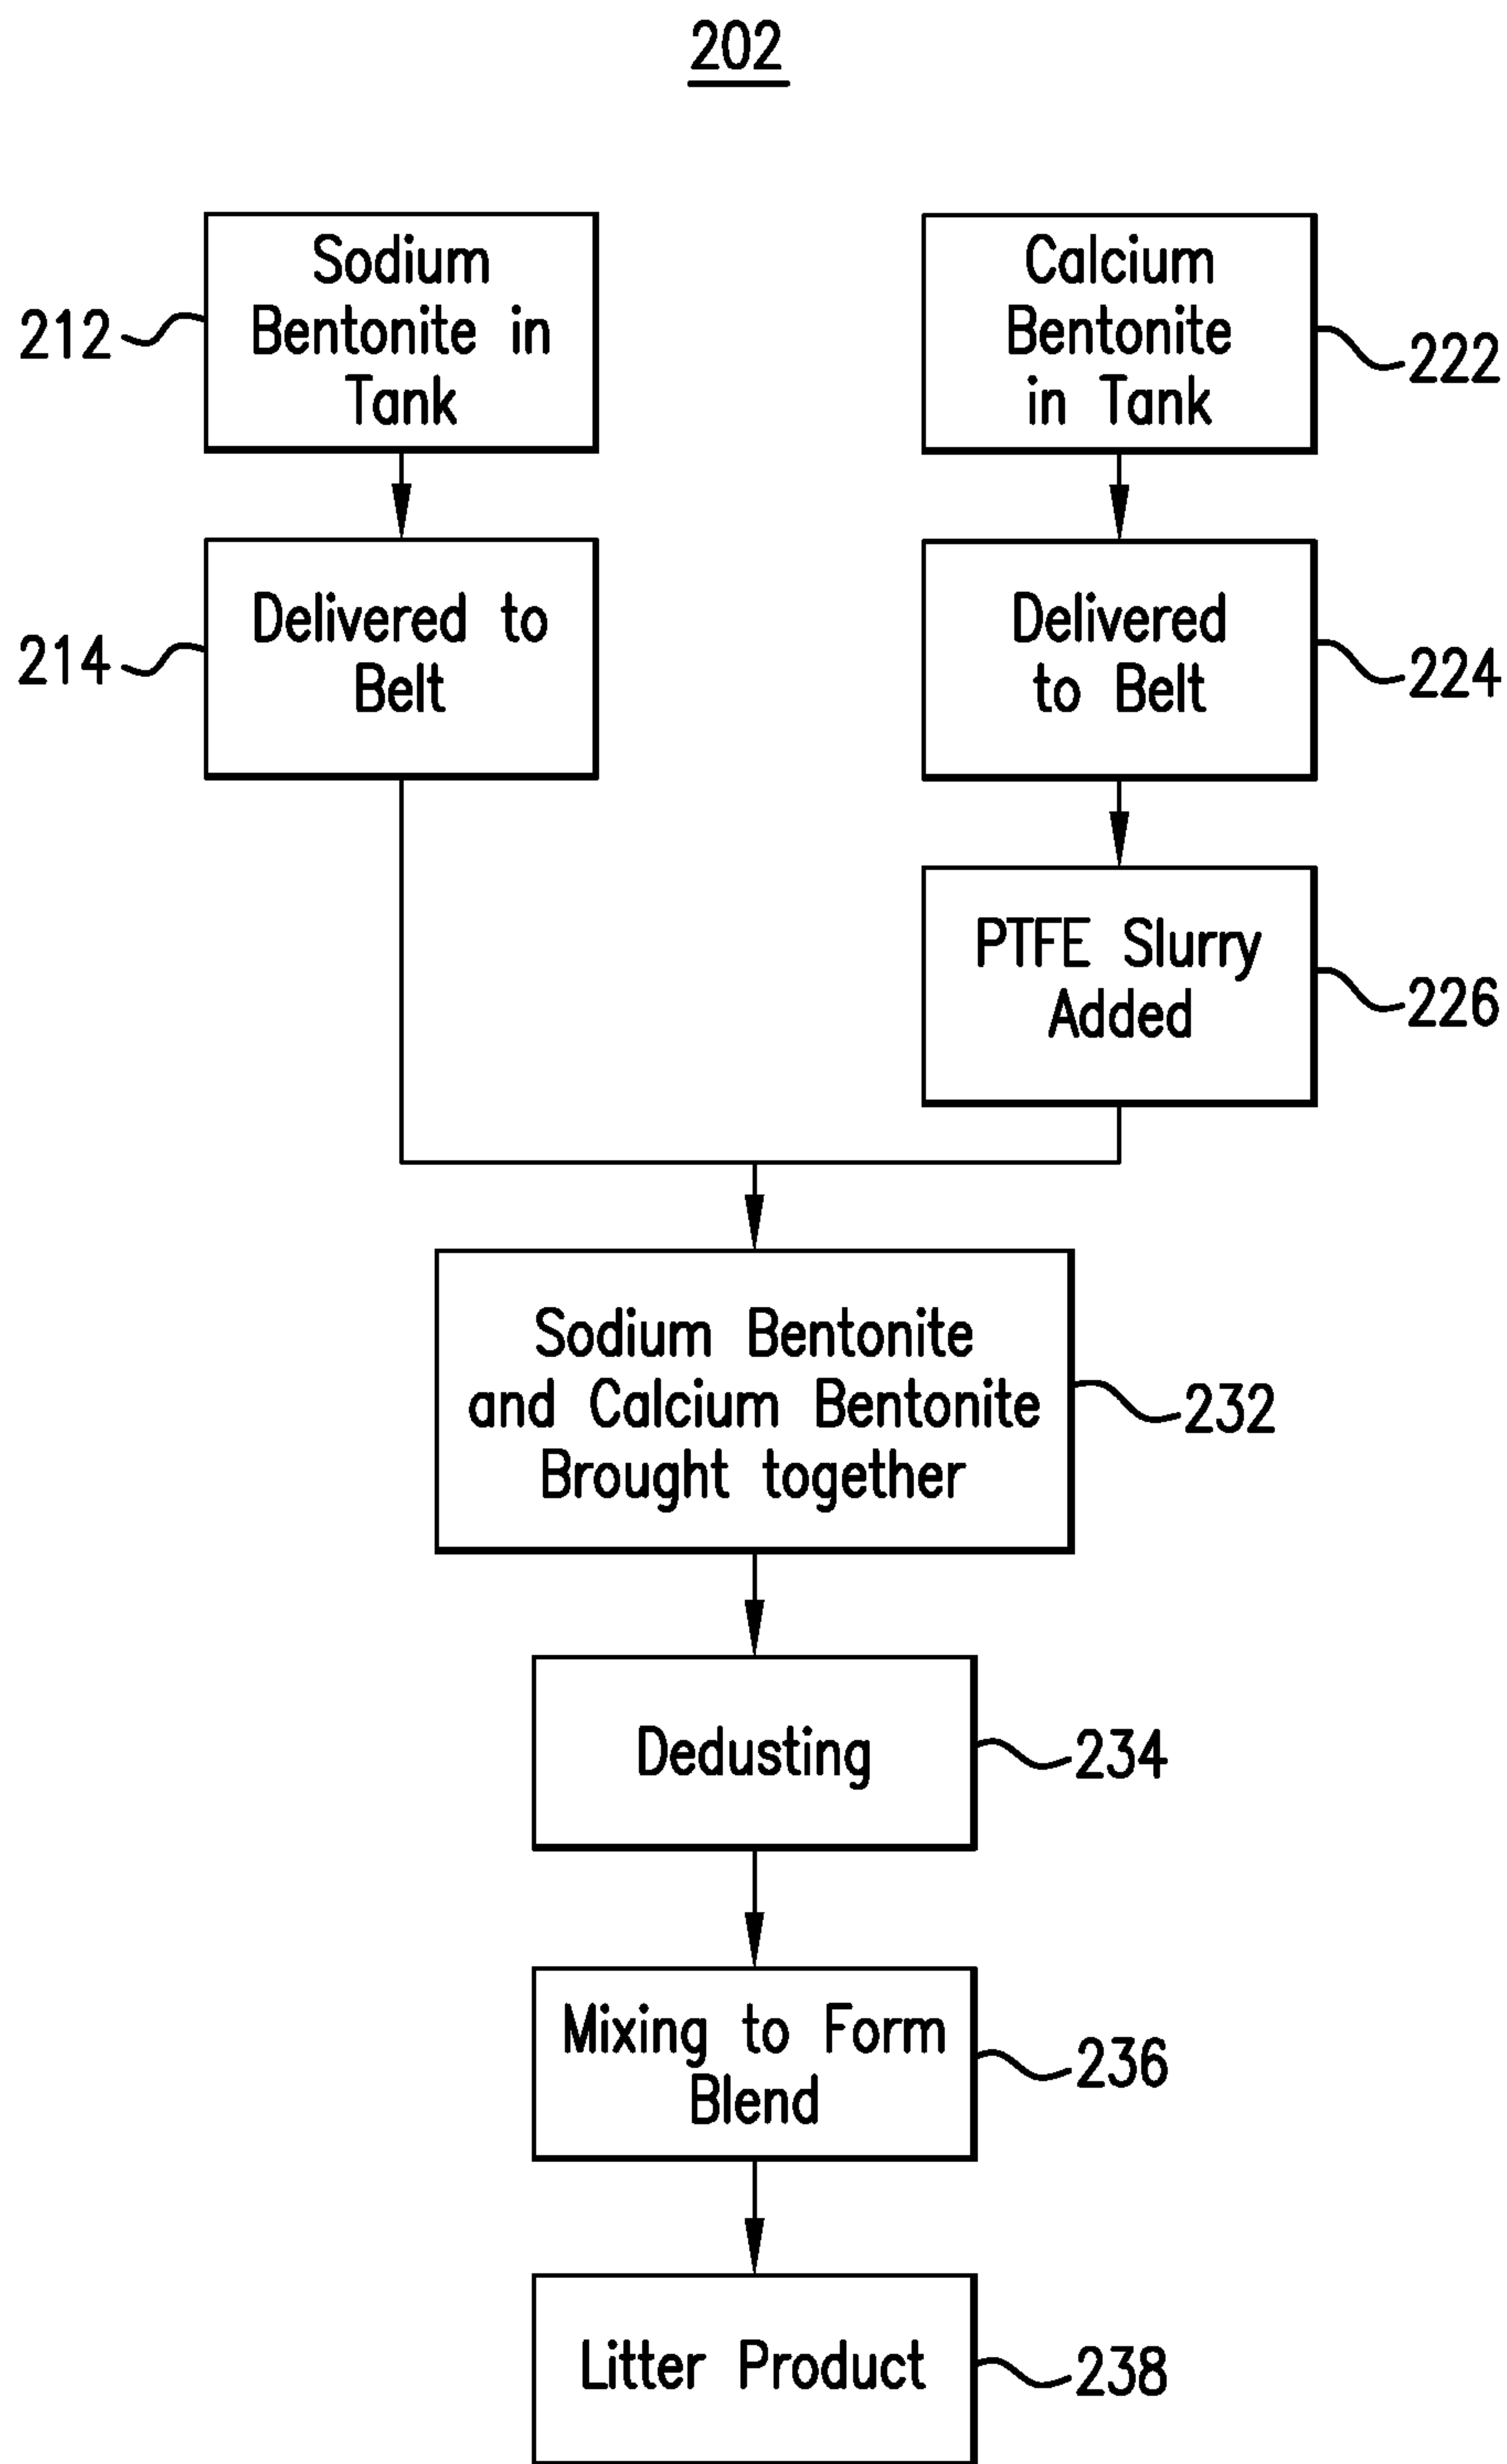 202
Sodium
Bentonite in
Tank
212
Calcium
Bentonite
in Tank
222
Delivered to
Belt
214
Delivered
to Belt
224
PTFE Slurry
Added
226
Sodium Bentonite
and Calcium Bentonite
Brought together
232
Dedusting
234
Mixing to Form
Blend
236
Litter Product
238